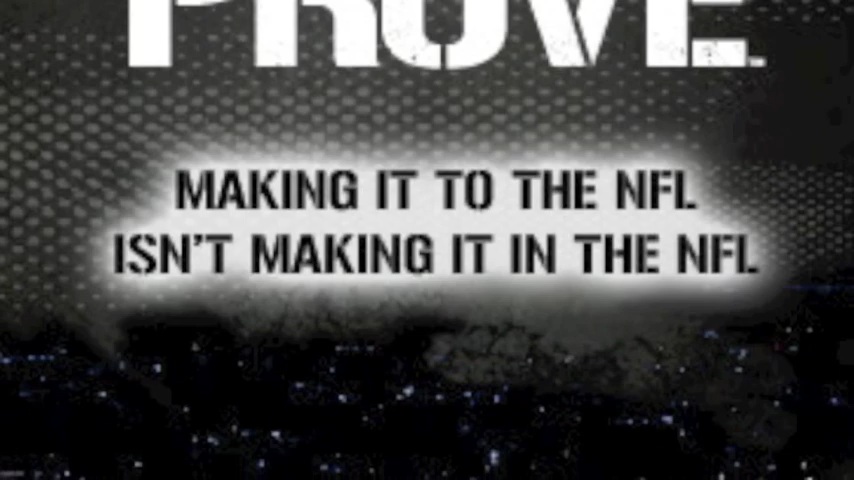 PROVE.
MAKING IT TO THE NFL
ISN'T MAKING IT IN THE NFL